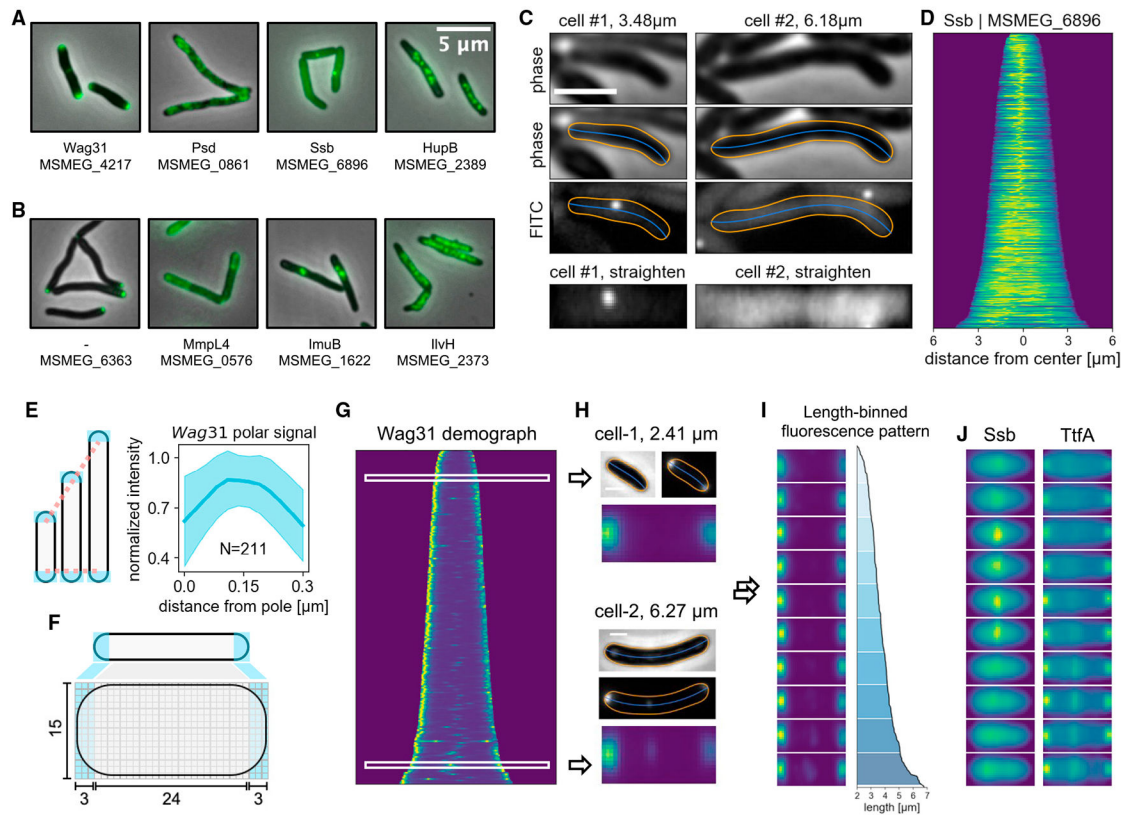 A
5 μm
Wag31
MSMEG_4217
Psd
MSMEG_0861
Ssb
MSMEG_6896
HupB
MSMEG_2389
B
-
MSMEG_6363
MmpL4
MSMEG_0576
ImuB
MSMEG_1622
IlvH
MSMEG_2373
C
cell #1, 3.48μm
cell #2, 6.18μm
phase
phase
FITC
cell #1, straighten
cell #2, straighten
D
Ssb | MSMEG_6896
6 3 0 3 6
distance from center [μm]
E
Wag31 polar signal
normalized intensity
1.0
0.7
0.4
N=211
0.0 0.1 0.2 0.3
distance from pole [μm]
F
15
3 24 3
G
Wag31 demograph
H
cell-1, 2.41 μm
cell-2, 6.27 μm
I
Length-binned
fluorescence pattern
2 3 4 5 6 7
length [μm]
J
Ssb
TtfA